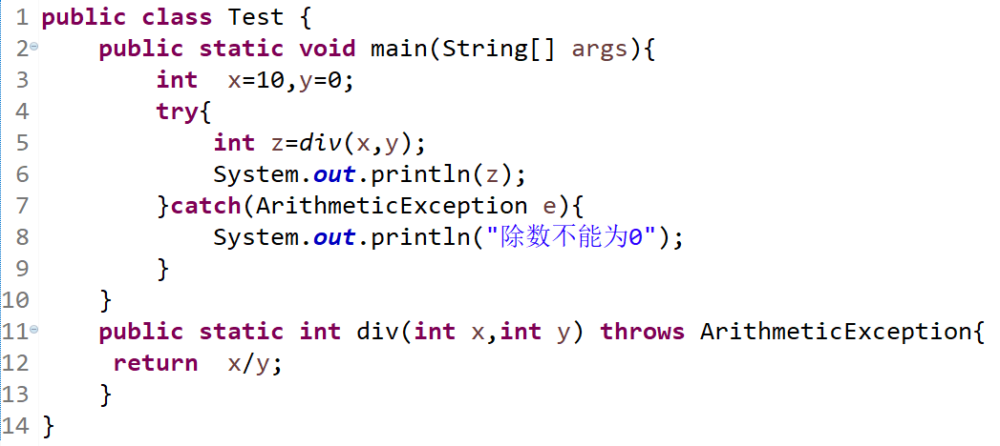 1 public class Test {
2     public static void main(String[] args){
3         int  x=10,y=0;
4         try{
5             int z=div(x,y);
6             System.out.println(z);
7         }catch(ArithmeticException e){
8             System.out.println("除数不能为0");
9         }
10     }
11     public static int div(int x,int y) throws ArithmeticException{
12      return  x/y;
13     }
14 }